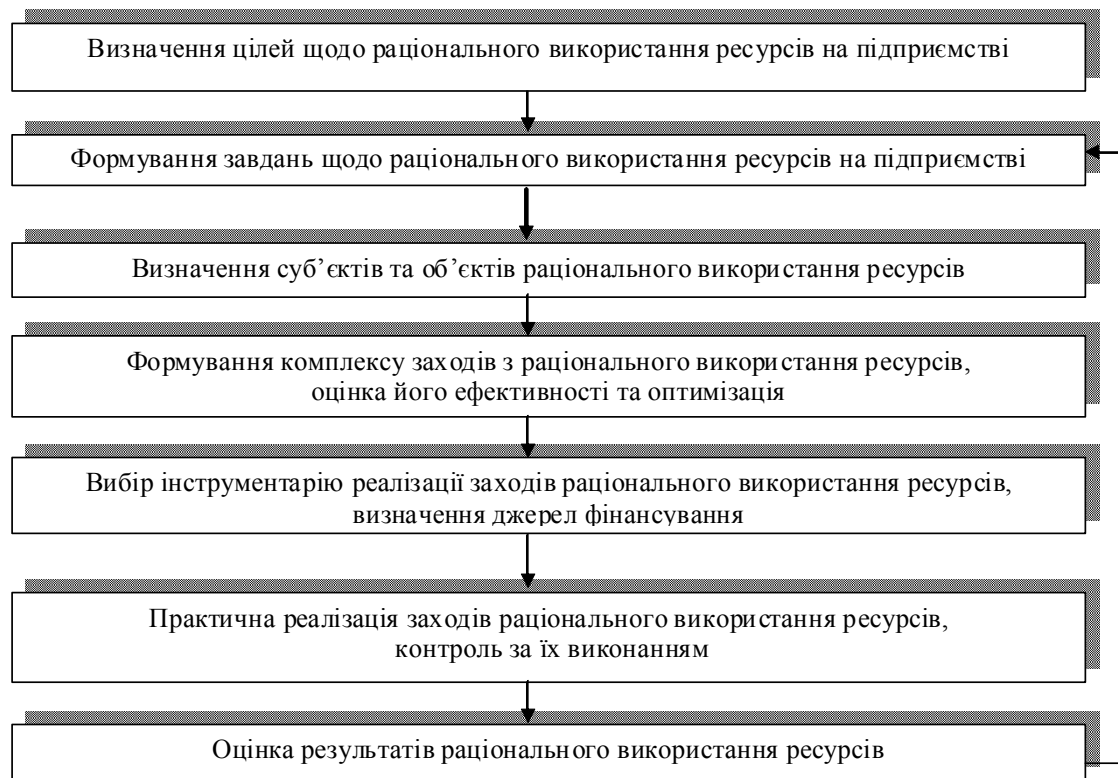 Визначення цілей щодо раціонального використання ресурсів на підприємстві
Формування завдань щодо раціонального використання ресурсів на підприємстві
Визначення суб’єктів та об’єктів раціонального використання ресурсів
Формування комплексу заходів з раціонального використання ресурсів,
оцінка його ефективності та оптимізація
Вибір інструментарію реалізації заходів раціонального використання ресурсів,
визначення джерел фінансування
Практична реалізація заходів раціонального використання ресурсів,
контроль за їх виконанням
Оцінка результатів раціонального використання ресурсів